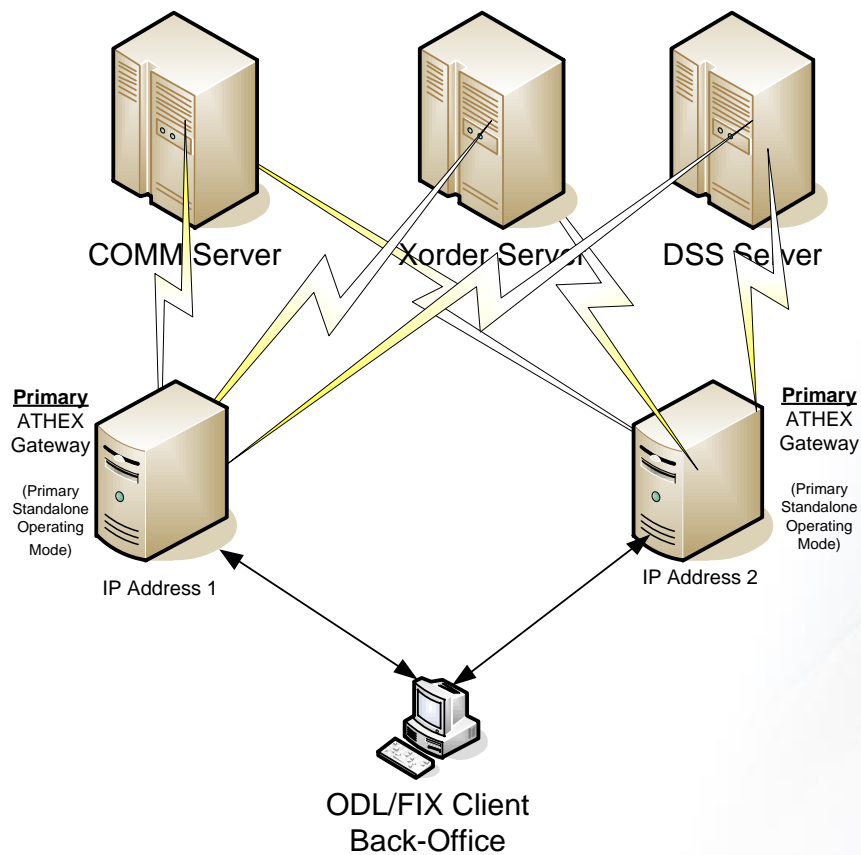 COMM Server
Xorder Server
DSS Server
Primary
ATHEX
Gateway
(Primary
Standalone
Operating
Mode)
IP Address 1
Primary
ATHEX
Gateway
(Primary
Standalone
Operating
Mode)
IP Address 2
ODL/FIX Client
Back-Office